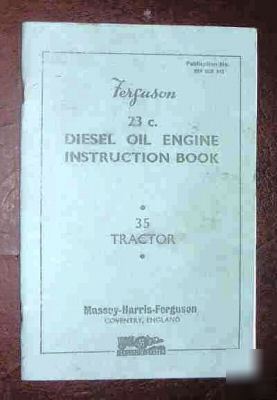 Publication No.
Ferguson
23 c.
DIESEL OIL ENGINE
INSTRUCTION BOOK
35
TRACTOR
Massey-Harris-Ferguson
COVENTRY, ENGLAND